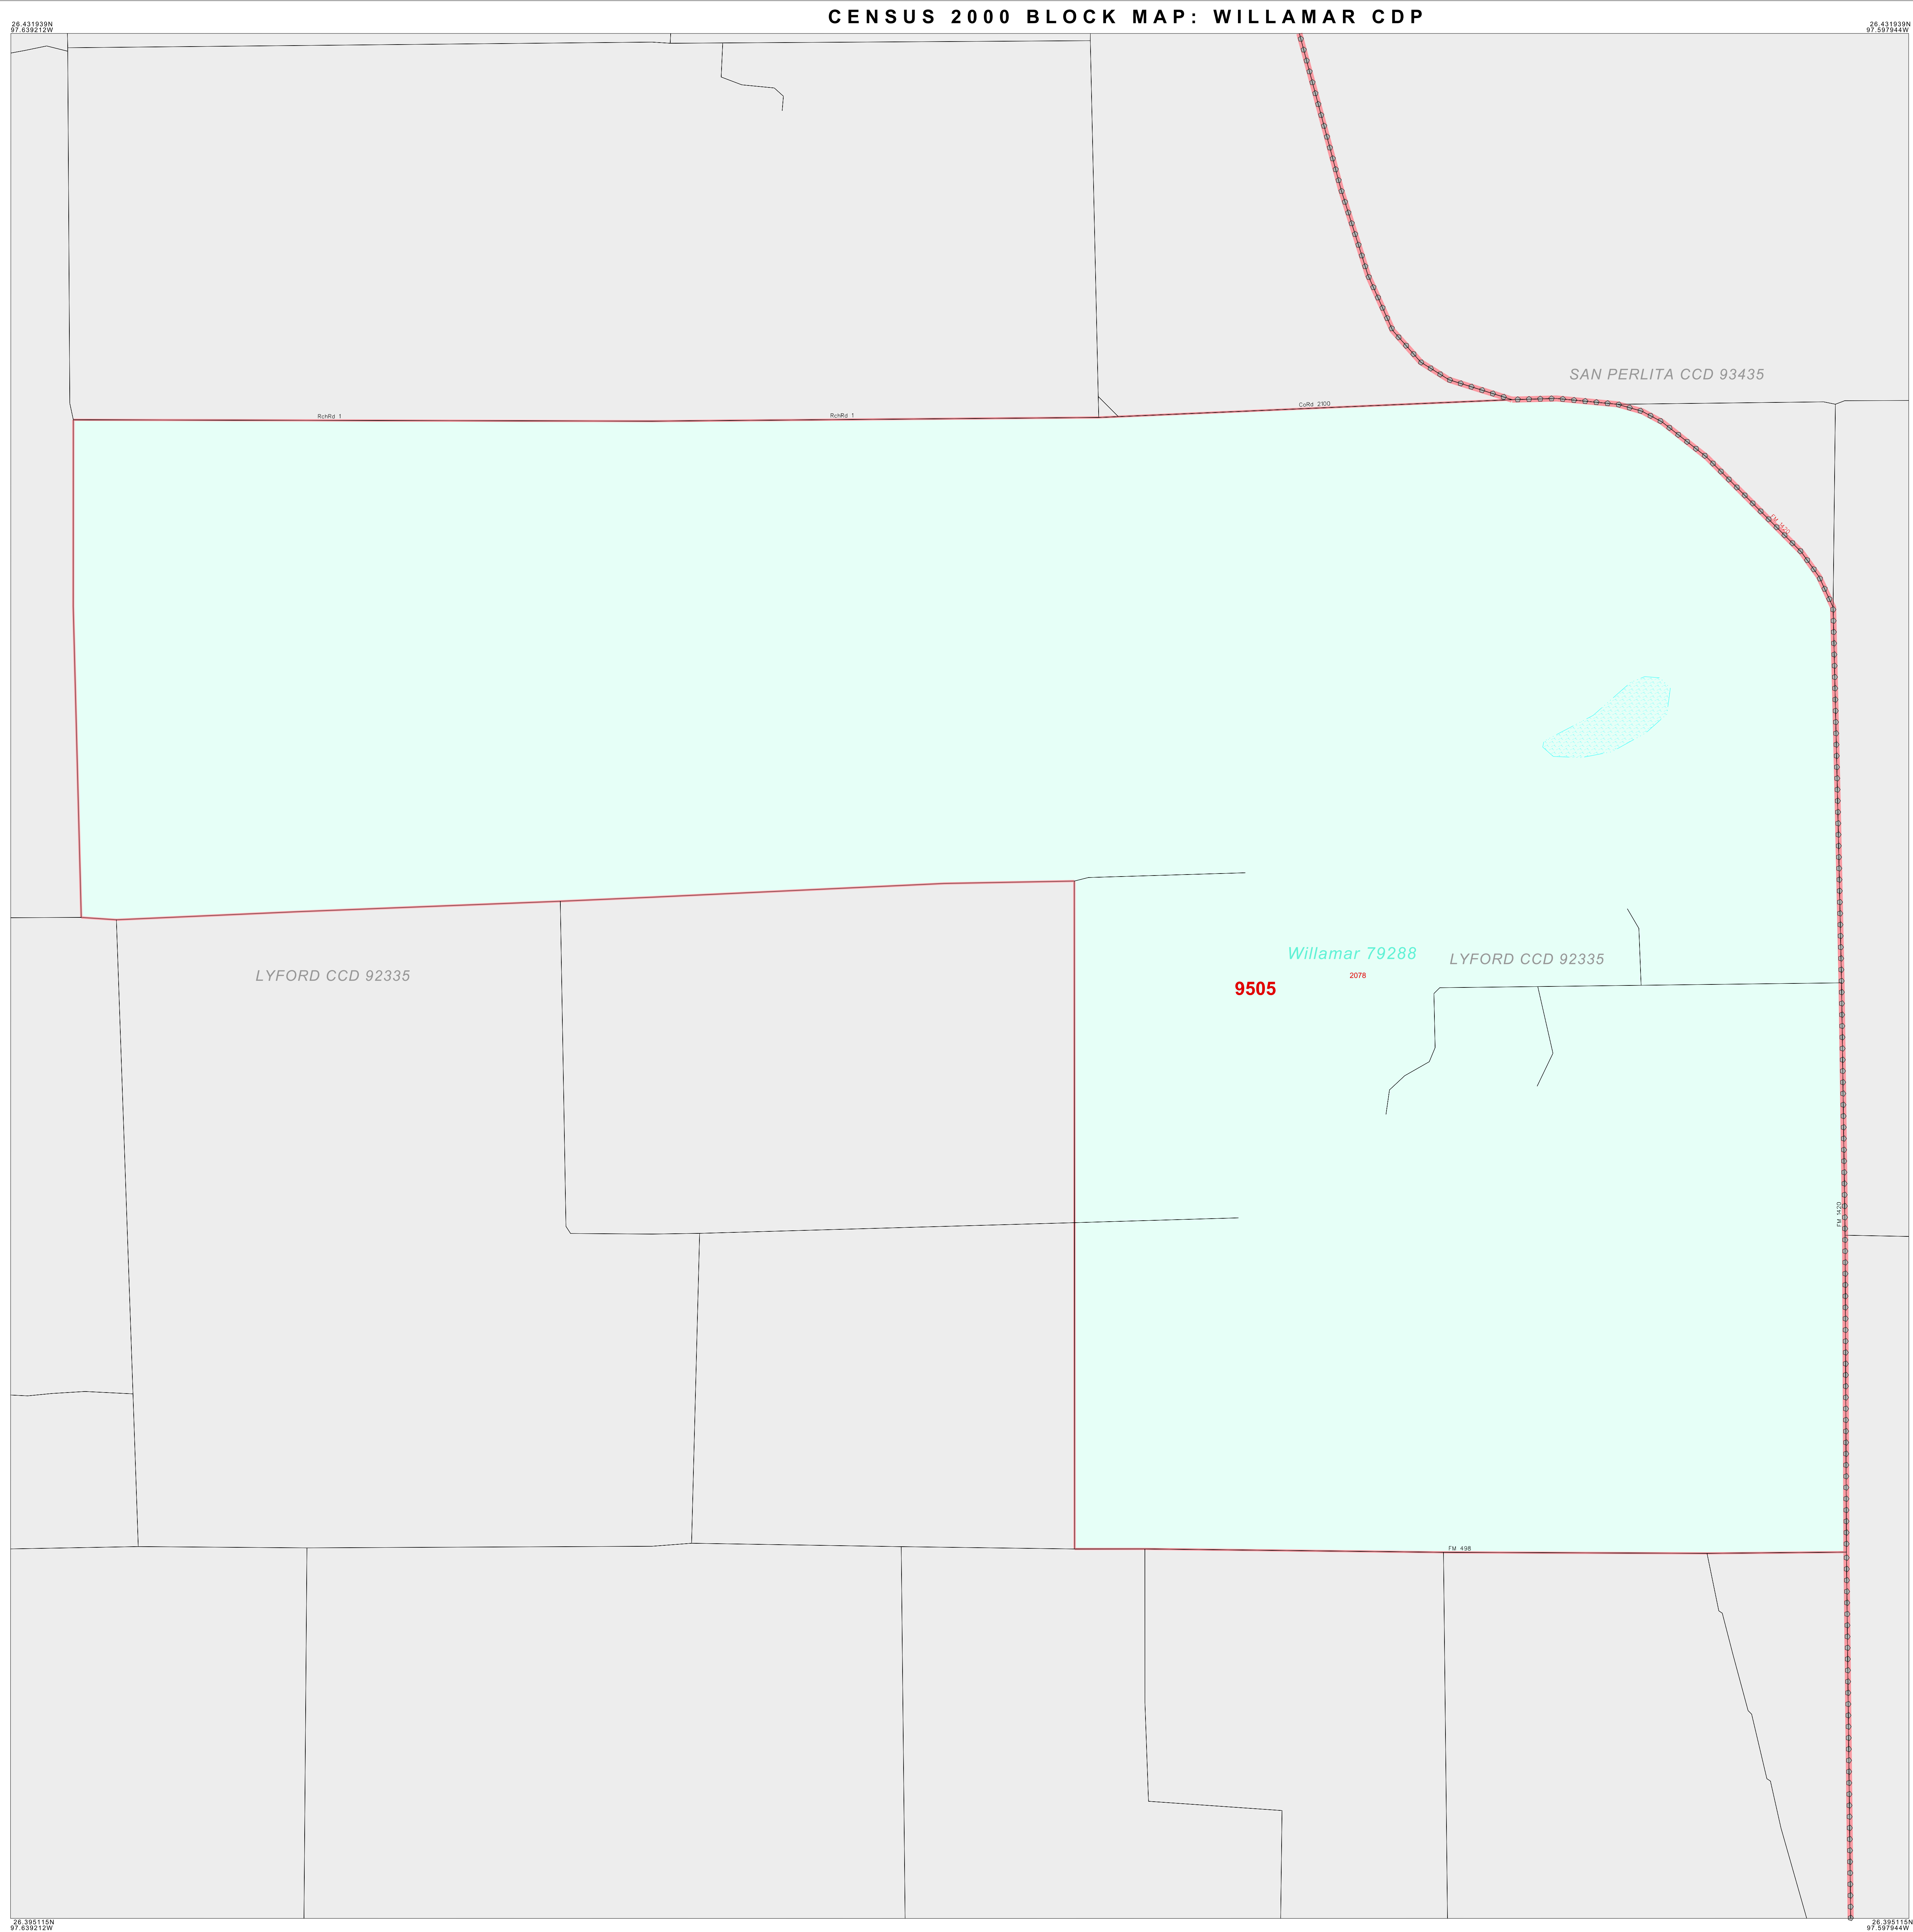 CENSUS 2000 BLOCK MAP: WILLAMAR CDP
26.431939N
97.639212W
26.431939N
97.597944W
SAN PERLITA CCD 93435
RchRd 1
RchRd 1
CoRd 2100
FM 1420
Willamar 79288
LYFORD CCD 92335
LYFORD CCD 92335
2078
9505
FM 1420
FM 498
26.395115N
97.639212W
26.395115N
97.597944W